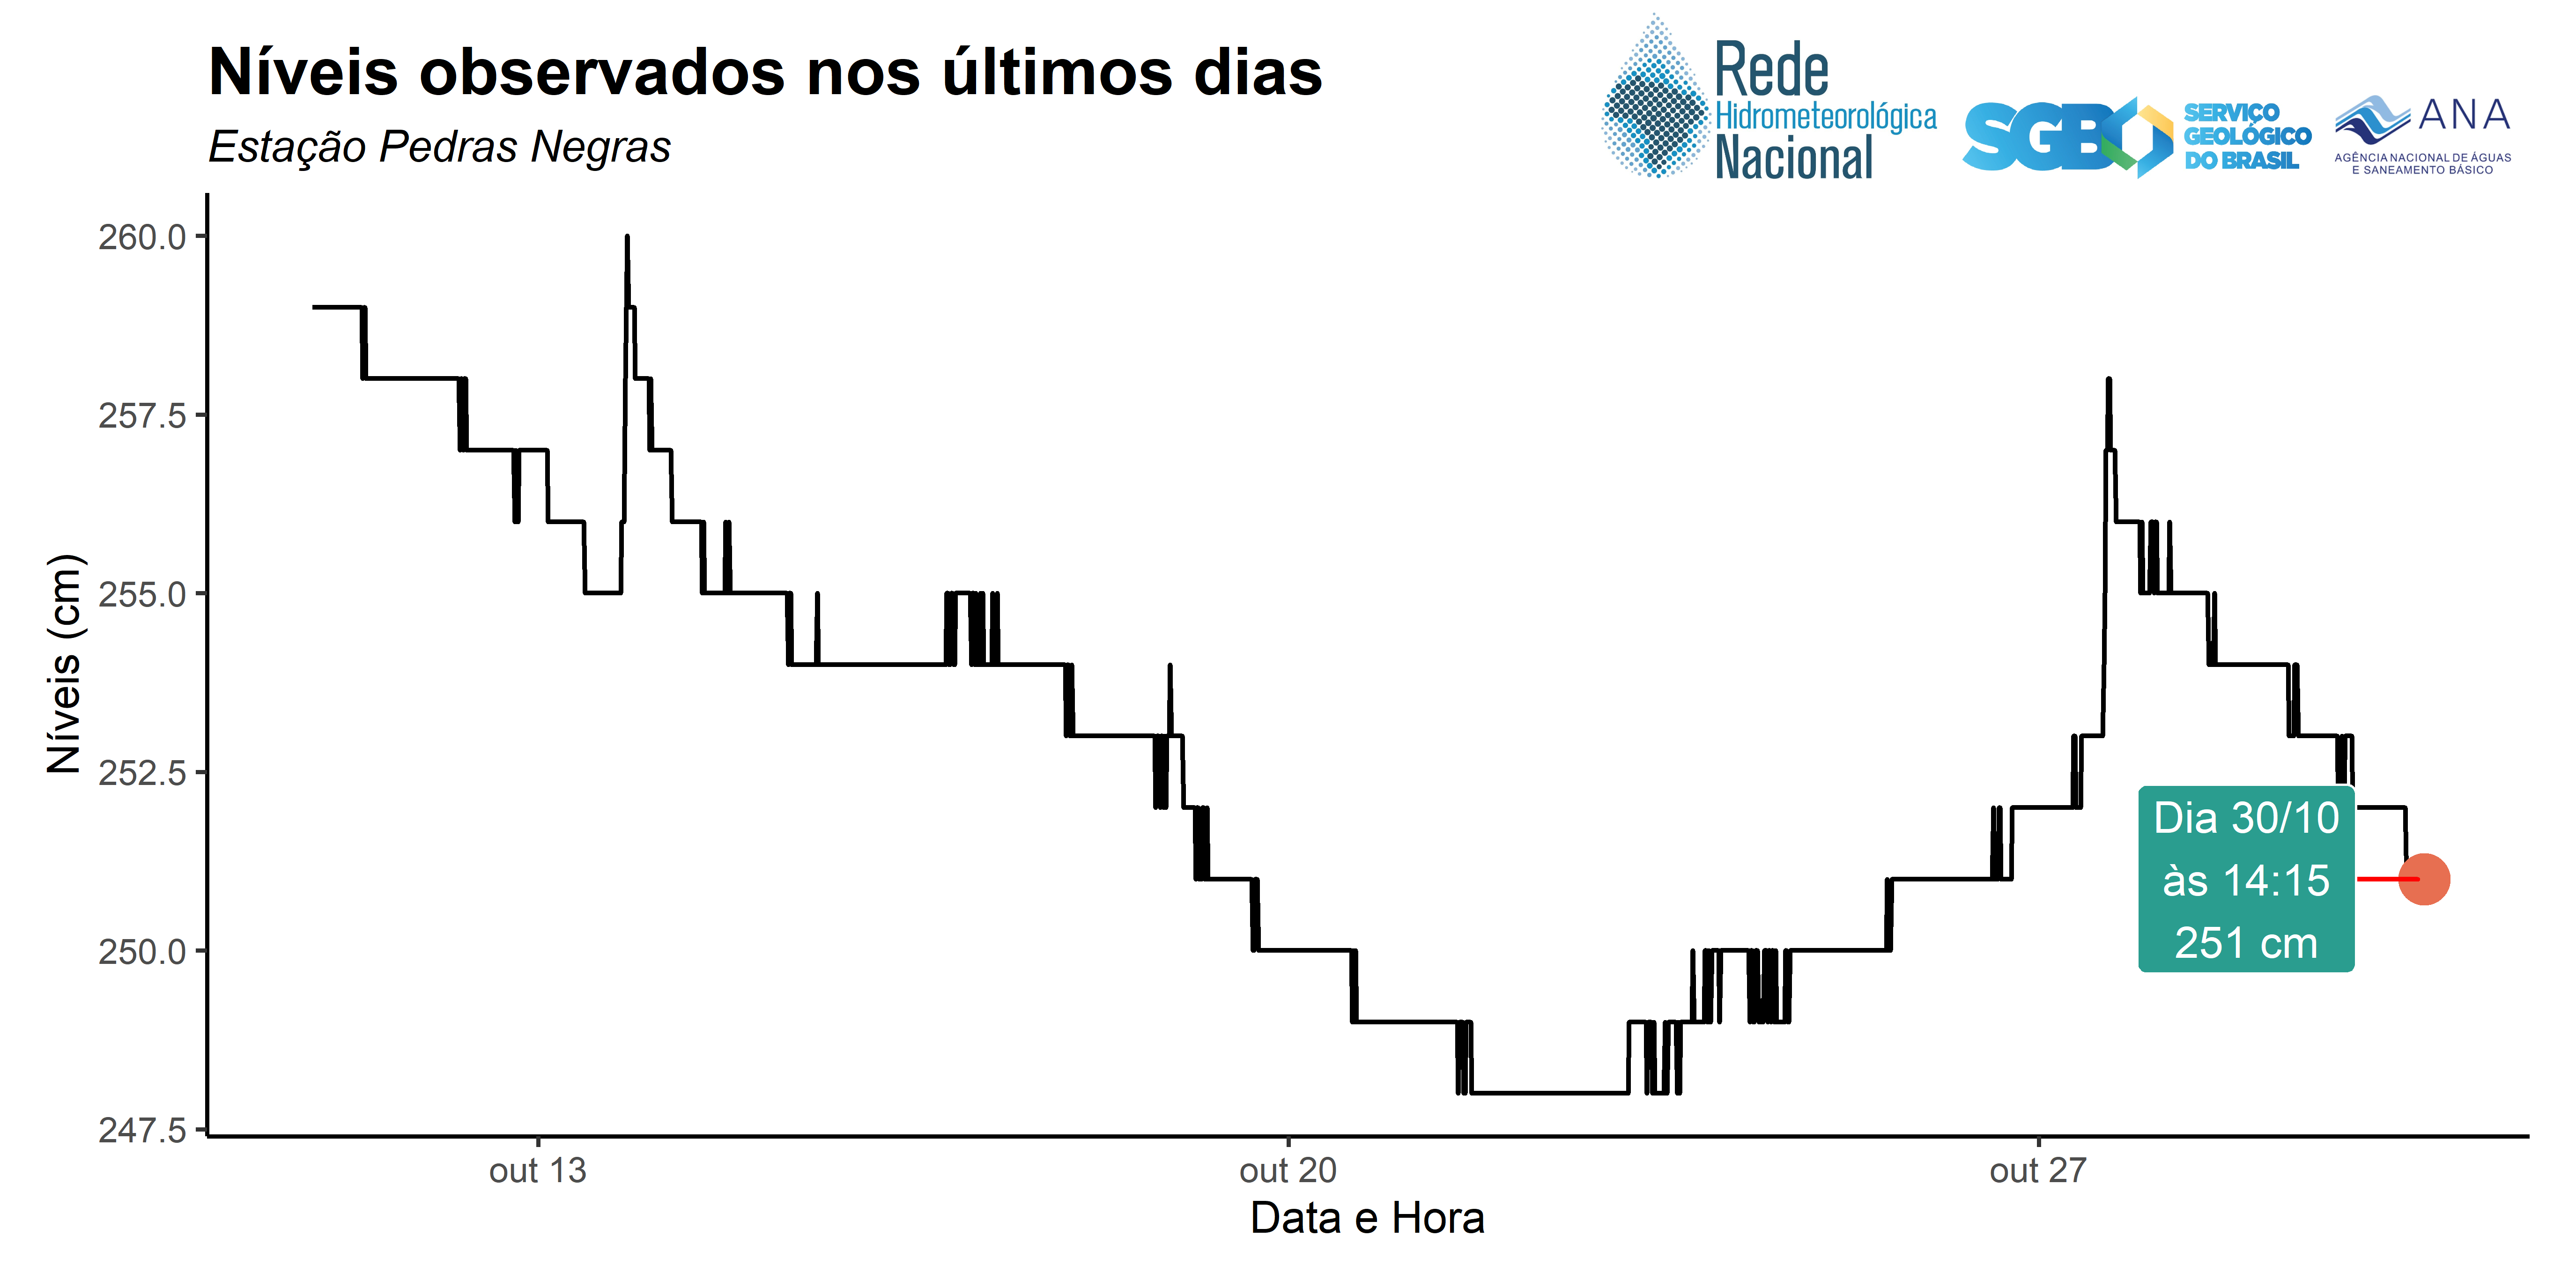 Níveis observados nos últimos dias
Estação Pedras Negras
Rede
Hidrometeorológica
Nacional
SGB
SERVIÇO
GEOLÓGICO
DO BRASIL
ANA
AGÊNCIA NACIONAL DE ÁGUAS
E SANEAMENTO BÁSICO
Níveis (cm)
260.0
257.5
255.0
252.5
250.0
247.5
Dia 30/10
às 14:15
251 cm
out 13
out 20
out 27
Data e Hora